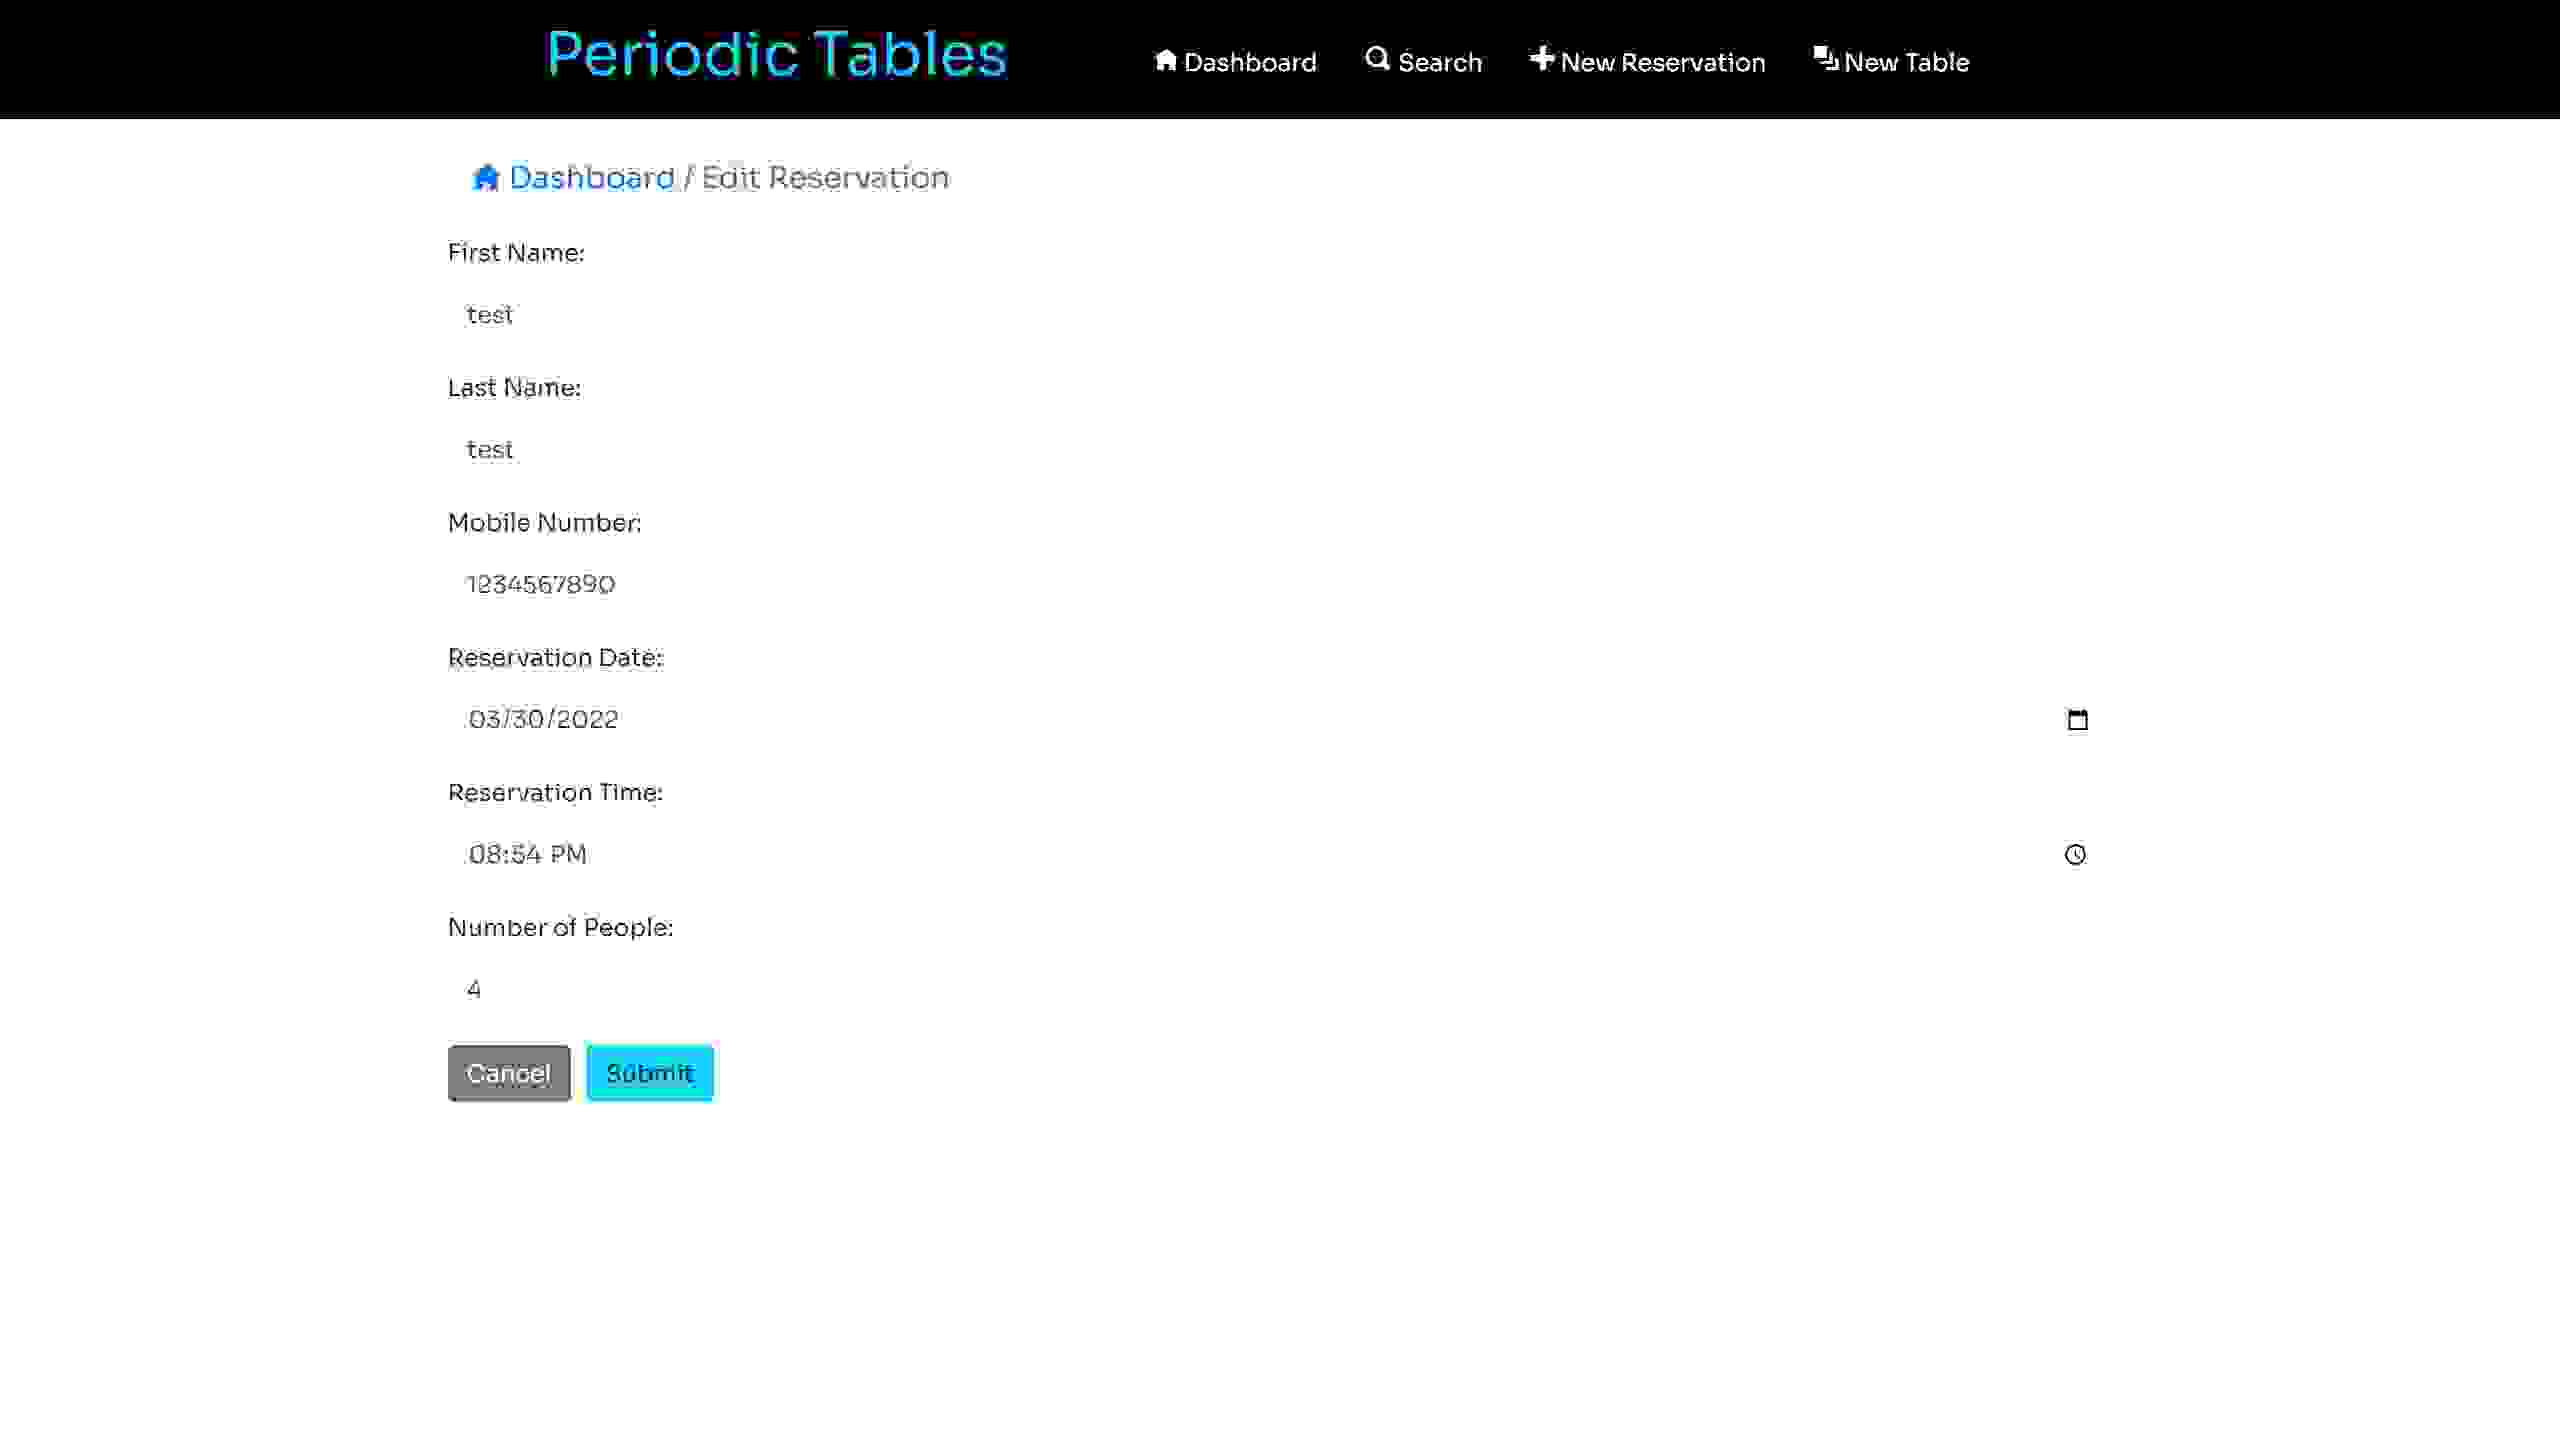 Periodic Tables
Dashboard Search New Reservation New Table
Dashboard / Edit Reservation
First Name:
test
Last Name:
test
Mobile Number:
1234567890
Reservation Date:
03/30/2022
Reservation Time:
08:54 PM
Number of People:
4
Cancel Submit